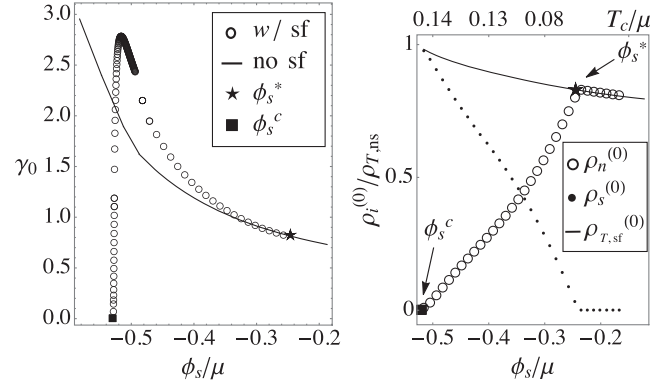 3.0
2.5
2.0
1.5
1.0
0.5
0.0
γ₀
w/ sf
no sf
ϕₛ*
ϕₛᶜ
−0.5 −0.4 −0.3 −0.2
ϕₛ/μ
0.14 0.13 0.08 T_c/μ
1
0.5
0
ρᵢ⁽⁰⁾/ρ_{T,ns}
ϕₛ*
ϕₛᶜ
ρₙ⁽⁰⁾
ρₛ⁽⁰⁾
ρ_{T,sf}⁽⁰⁾
−0.5 −0.4 −0.3 −0.2
ϕₛ/μ